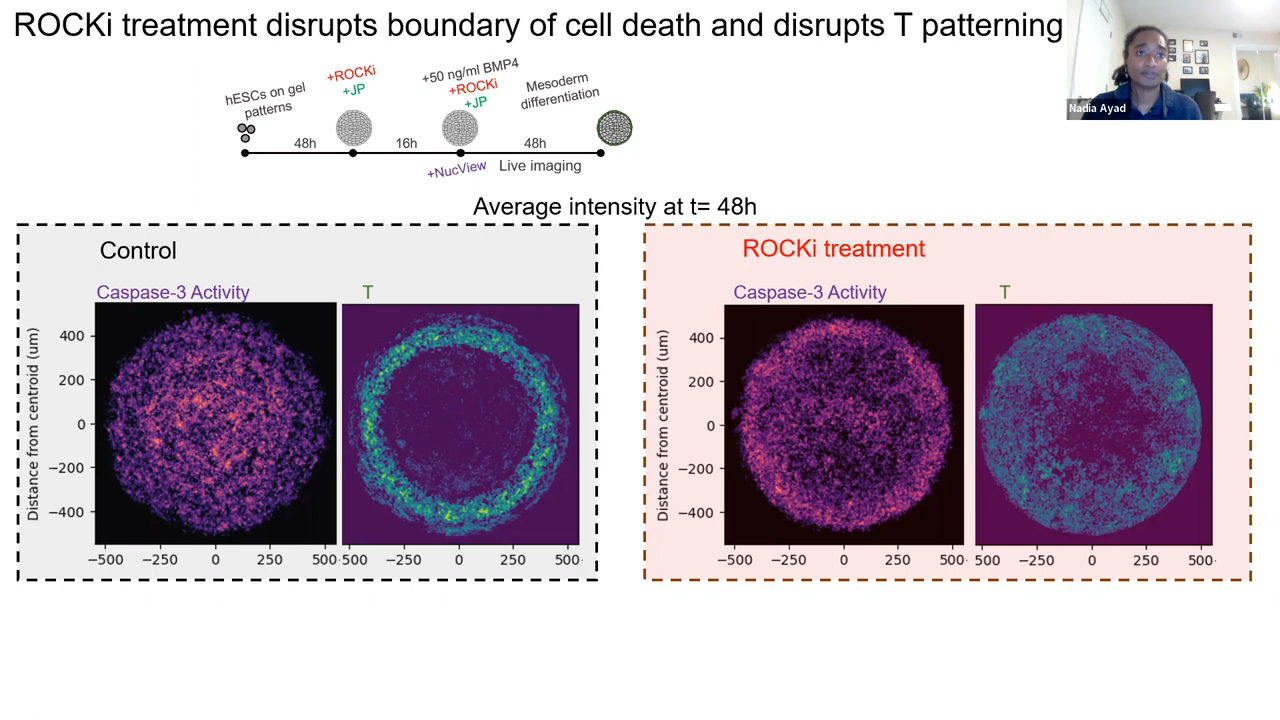 ROCKi treatment disrupts boundary of cell death and disrupts T patterning
Nadia Ayad
hESCs on gel
patterns
+ROCKi
+JP
+50 ng/ml BMP4
+ROCKi
+JP
Mesoderm
differentiation
48h
16h
48h
+NucView
Live imaging
Average intensity at t= 48h
Control
Caspase-3 Activity
T
Distance from centroid (um)
400
200
0
−200
−400
−500
−250
0
250
500
500
−250
0
250
500
ROCKi treatment
Caspase-3 Activity
T
Distance from centroid (um)
400
200
0
−200
−400
−500
−250
0
250
500
500
−250
0
250
500